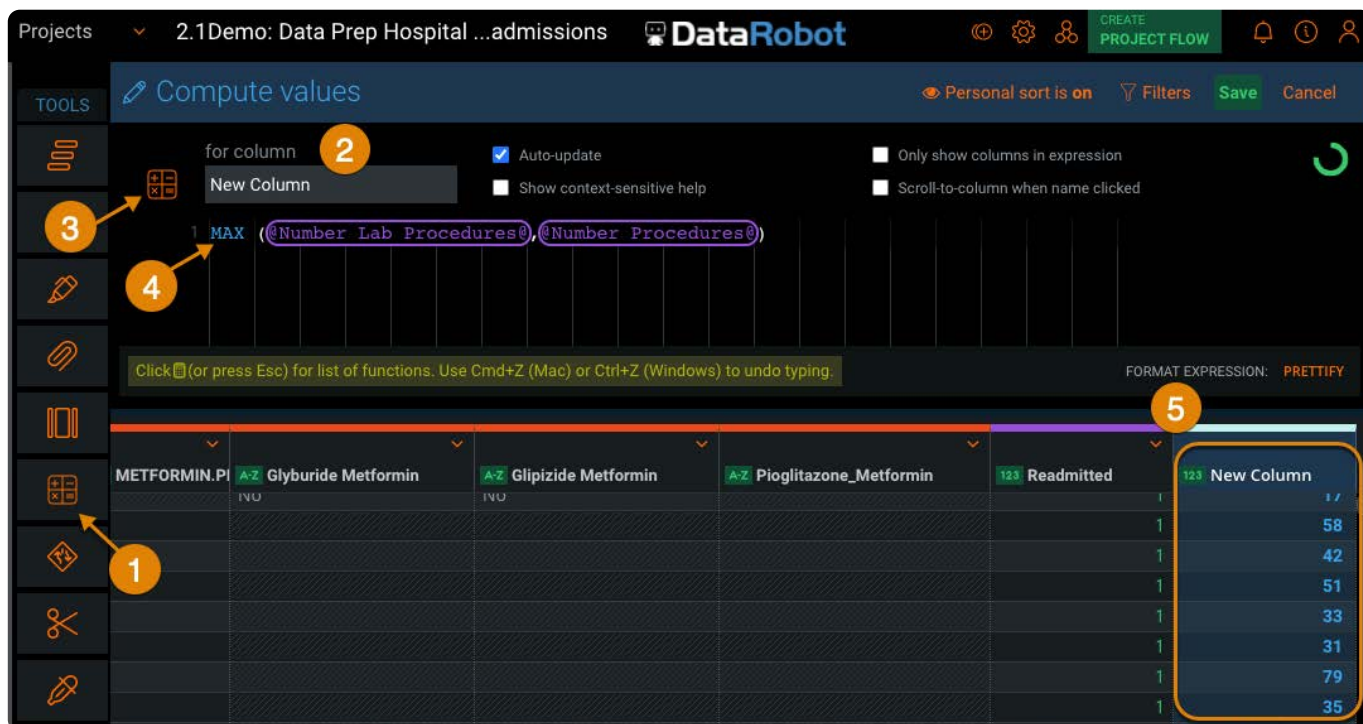 Projects 2.1Demo: Data Prep Hospital ...admissions DataRobot CREATE PROJECT FLOW
TOOLS Compute values Personal sort is on Filters Save Cancel
for column 2 Auto-update Only show columns in expression
New Column Show context-sensitive help Scroll-to-column when name clicked
3
1 MAX (@Number Lab Procedures@,@Number Procedures@)
4
Click (or press Esc) for list of functions. Use Cmd+Z (Mac) or Ctrl+Z (Windows) to undo typing. FORMAT EXPRESSION: PRETTIFY
5
METFORMIN.PI A-Z Glyburide Metformin A-Z Glipizide Metformin A-Z Pioglitazone_Metformin 123 Readmitted 123 New Column
No No 1 17
1 58
1 42
1
1 51
1 33
1 31
1 79
1 35